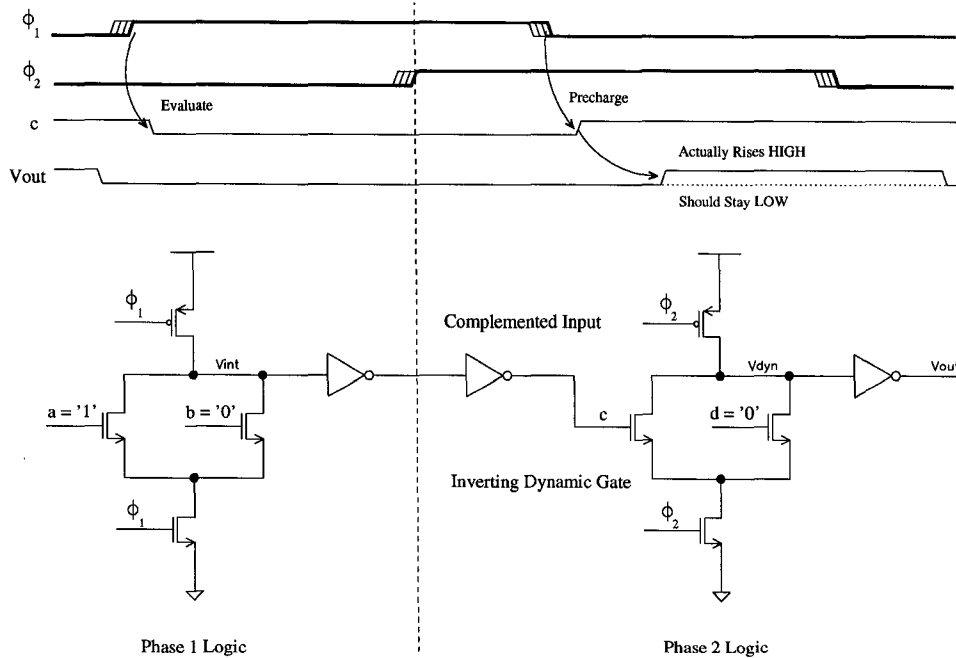 ϕ1
ϕ2
Evaluate
Precharge
c
Actually Rises HIGH
Vout
Should Stay LOW
ϕ1
ϕ2
Complemented Input
Vint
Vdyn
Vout
a = '1'
b = '0'
c
d = '0'
Inverting Dynamic Gate
ϕ1
ϕ2
Phase 1 Logic
Phase 2 Logic